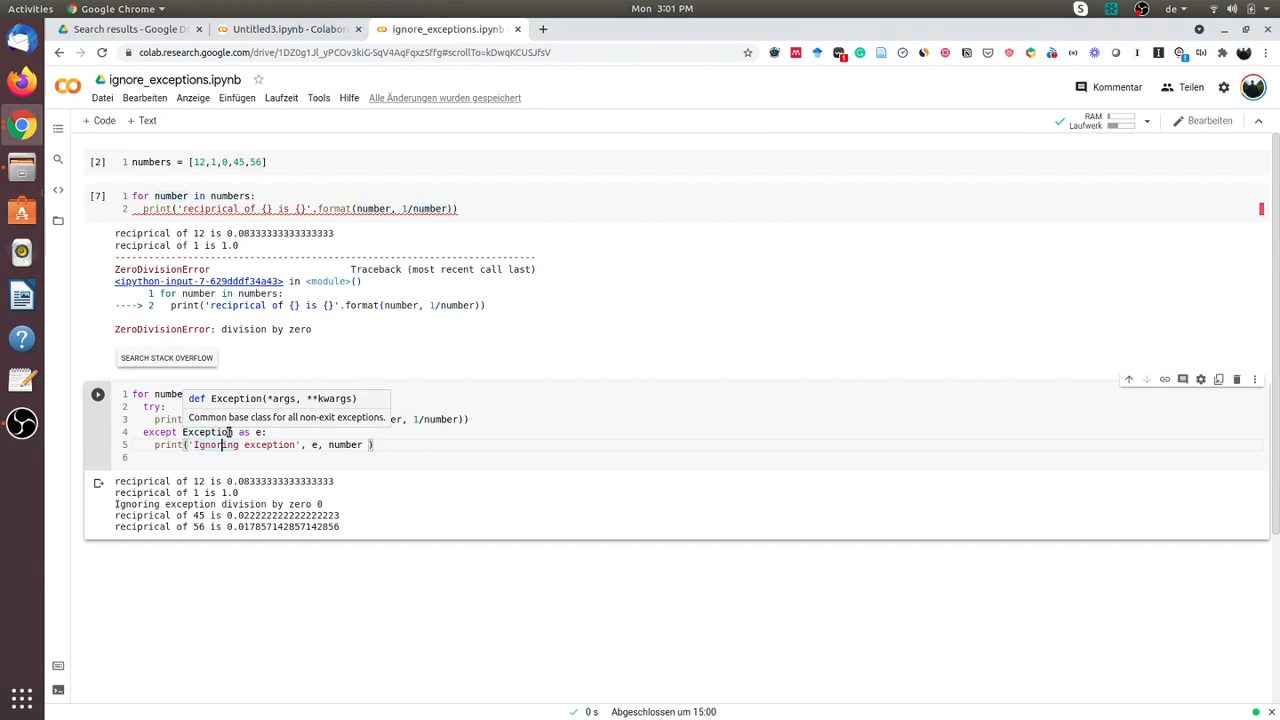 Activities Google Chrome Mon 3:01 PM de
Search results - Google Drive Untitled3.ipynb - Colabora ignore_exceptions.ipynb -
colab.research.google.com/drive/1DZ0g1Jl_yPCOv3kiG-SqV4AqFqxzSffg#scrollTo=kDwqKCUSJfsV
ignore_exceptions.ipynb
Kommentar Teilen
Datei Bearbeiten Anzeige Einfügen Laufzeit Tools Hilfe Alle Änderungen wurden gespeichert
+ Code + Text RAM Laufwerk Bearbeiten
[2] 1 numbers = [12,1,0,45,56]
[7] 1 for number in numbers:
2 print('reciprical of {} is {}'.format(number, 1/number))
reciprical of 12 is 0.08333333333333333
reciprical of 1 is 1.0
---------------------------------------------------------------------------
ZeroDivisionError Traceback (most recent call last)
<ipython-input-7-629dddf34a43> in <module>()
1 for number in numbers:
----> 2 print('reciprical of {} is {}'.format(number, 1/number))
ZeroDivisionError: division by zero
SEARCH STACK OVERFLOW
1 for numbe
def Exception(*args, **kwargs)
2 try:
Common base class for all non-exit exceptions.
3 print er, 1/number))
4 except Exception as e:
5 print('Ignoring exception', e, number )
6
reciprical of 12 is 0.08333333333333333
reciprical of 1 is 1.0
Ignoring exception division by zero 0
reciprical of 45 is 0.022222222222222223
reciprical of 56 is 0.017857142857142856
0 s Abgeschlossen um 15:00